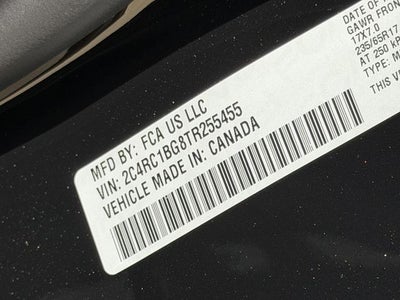 MFD BY: FCA US LLC
VIN: 2C4RC1BG8TR255455
VEHICLE MADE IN: CANADA
DATE OF
GAWR FRON
17X7.0
235/65R17
AT 250 kP
TYPE: M
THIS V